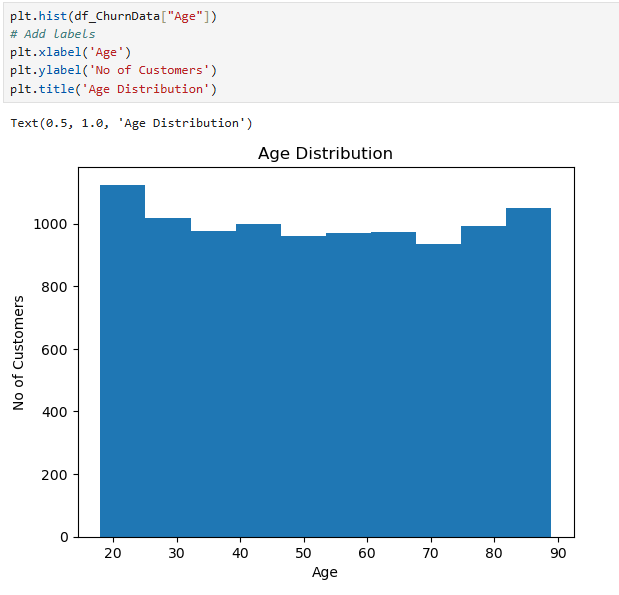 plt.hist(df_ChurnData["Age"])
# Add labels
plt.xlabel('Age')
plt.ylabel('No of Customers')
plt.title('Age Distribution')
Text(0.5, 1.0, 'Age Distribution')
Age Distribution
No of Customers
1000
800
600
400
200
0
20 30 40 50 60 70 80 90
Age